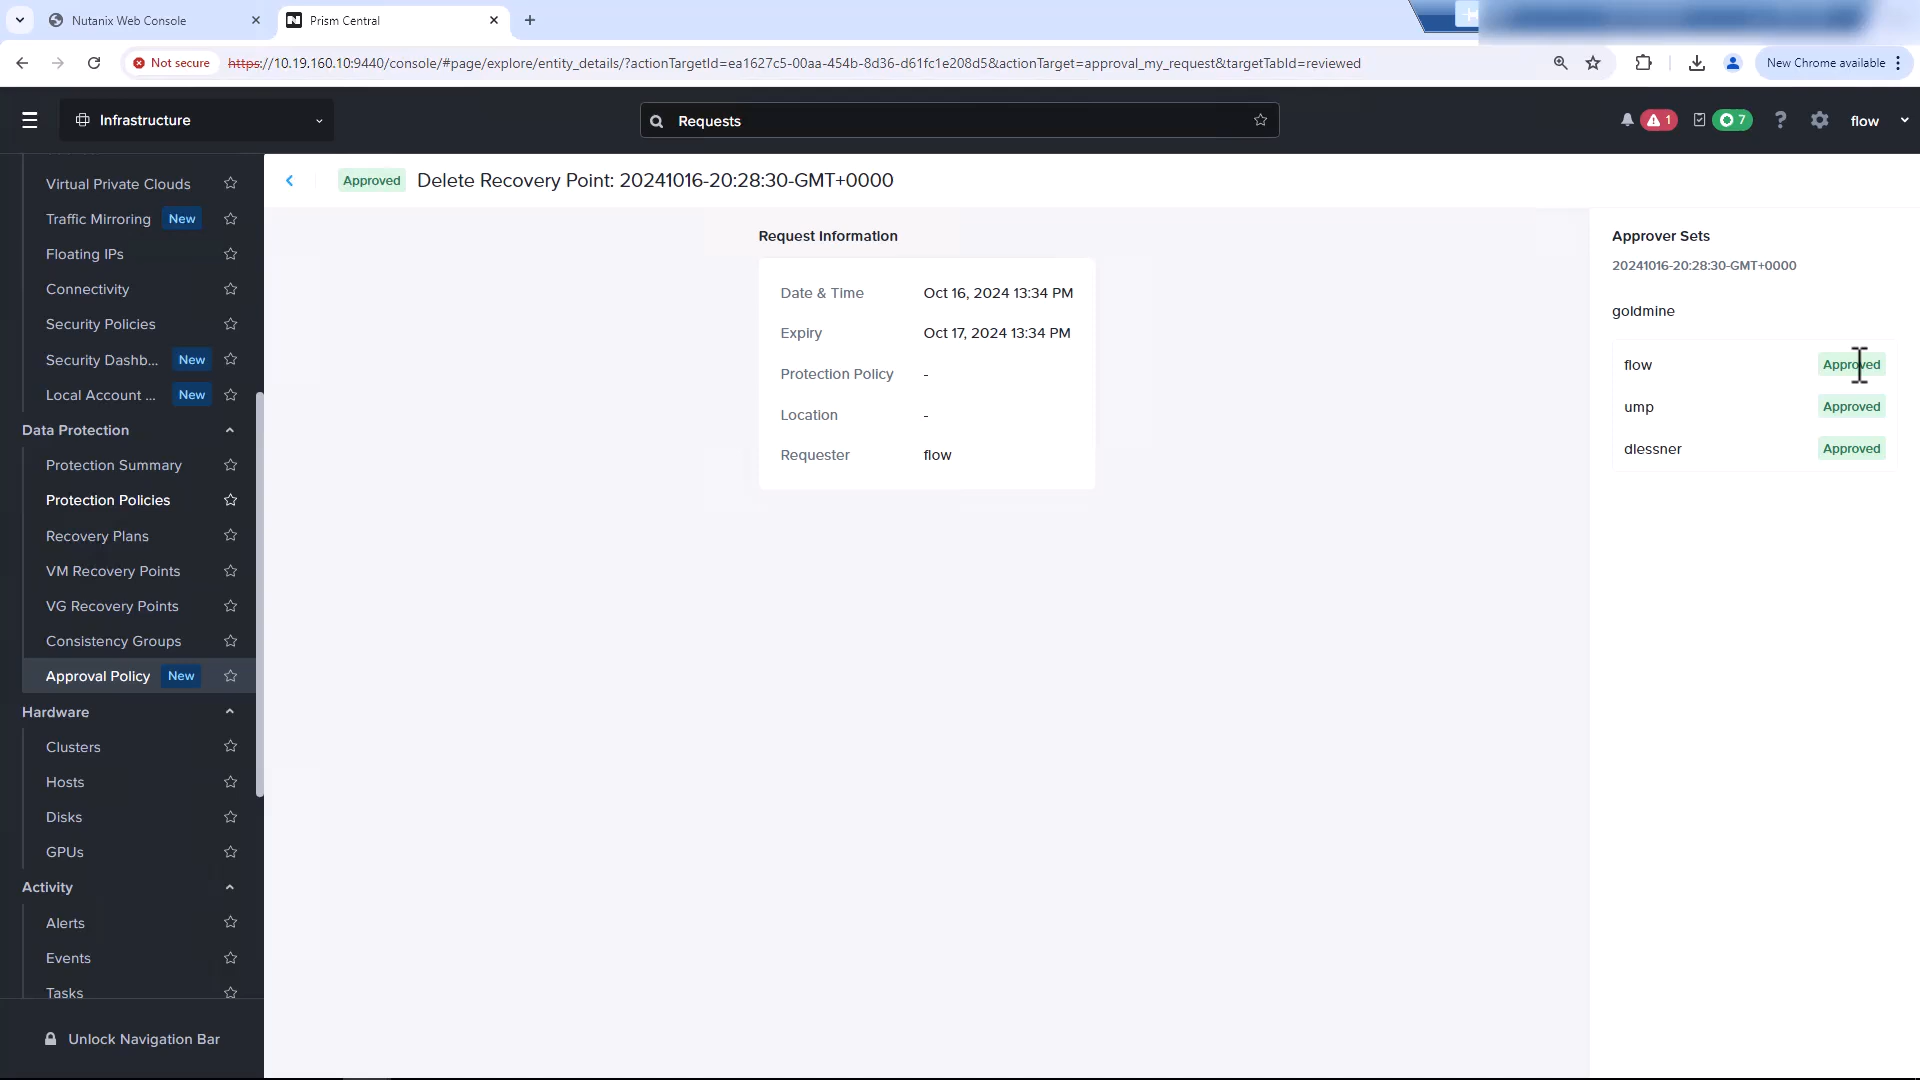 Nutanix Web Console
Prism Central
Not secure
https://10.19.160.10:9440/console/#page/explore/entity_details/?actionTargetId=ea1627c5-00aa-454b-8d36-d61fc1e208d5&actionTarget=approval_my_request&targetTabId=reviewed
New Chrome available
Infrastructure
Requests
1
7
?
flow
Virtual Private Clouds
Traffic Mirroring New
Floating IPs
Connectivity
Security Policies
Security Dashb... New
Local Account ... New
Data Protection
Protection Summary
Protection Policies
Recovery Plans
VM Recovery Points
VG Recovery Points
Consistency Groups
Approval Policy New
Hardware
Clusters
Hosts
Disks
GPUs
Activity
Alerts
Events
Tasks
Unlock Navigation Bar
Approved Delete Recovery Point: 20241016-20:28:30-GMT+0000
Request Information
Date & Time Oct 16, 2024 13:34 PM
Expiry Oct 17, 2024 13:34 PM
Protection Policy -
Location -
Requester flow
Approver Sets
20241016-20:28:30-GMT+0000
goldmine
flow Approved
ump Approved
dlessner Approved